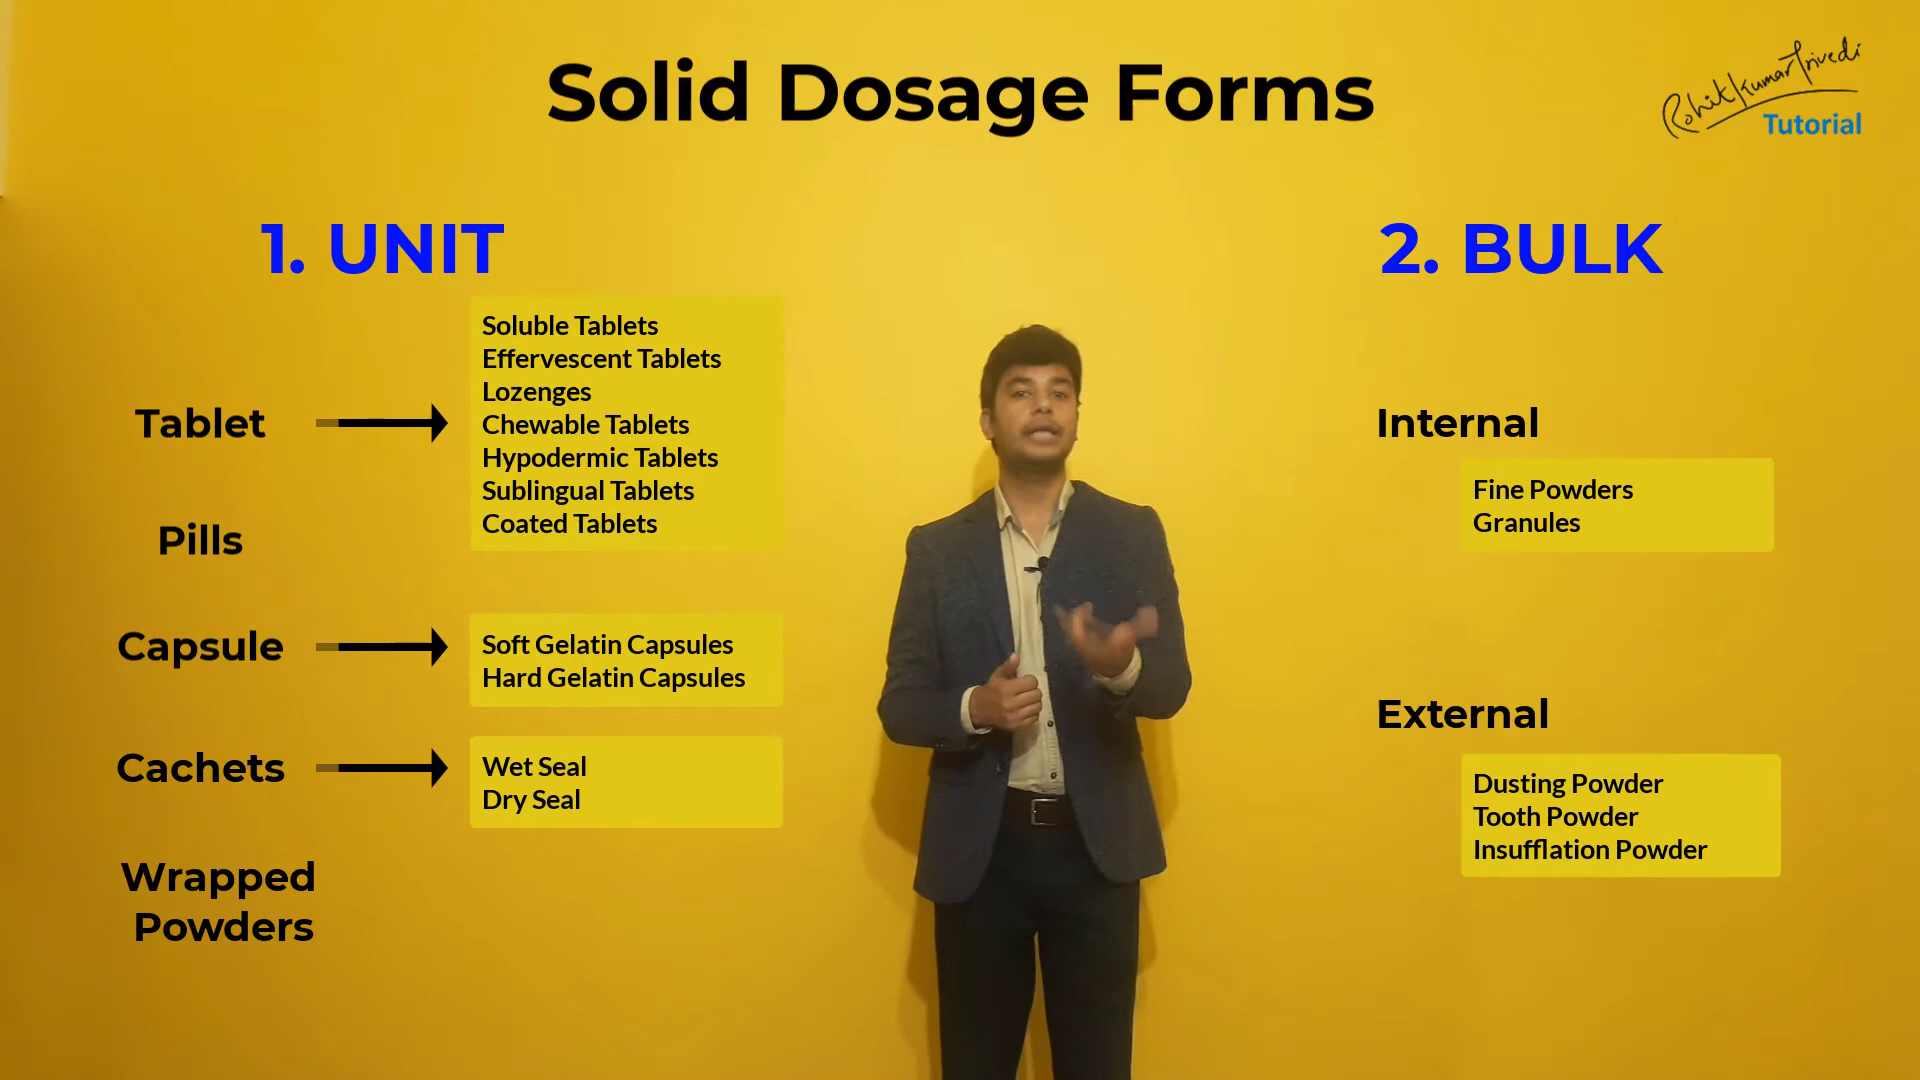 Solid Dosage Forms
Rohit Kumar Trivedi
Tutorial
1. UNIT
Tablet
Soluble Tablets
Effervescent Tablets
Lozenges
Chewable Tablets
Hypodermic Tablets
Sublingual Tablets
Coated Tablets
Pills
Capsule
Soft Gelatin Capsules
Hard Gelatin Capsules
Cachets
Wet Seal
Dry Seal
Wrapped
Powders
2. BULK
Internal
Fine Powders
Granules
External
Dusting Powder
Tooth Powder
Insufflation Powder